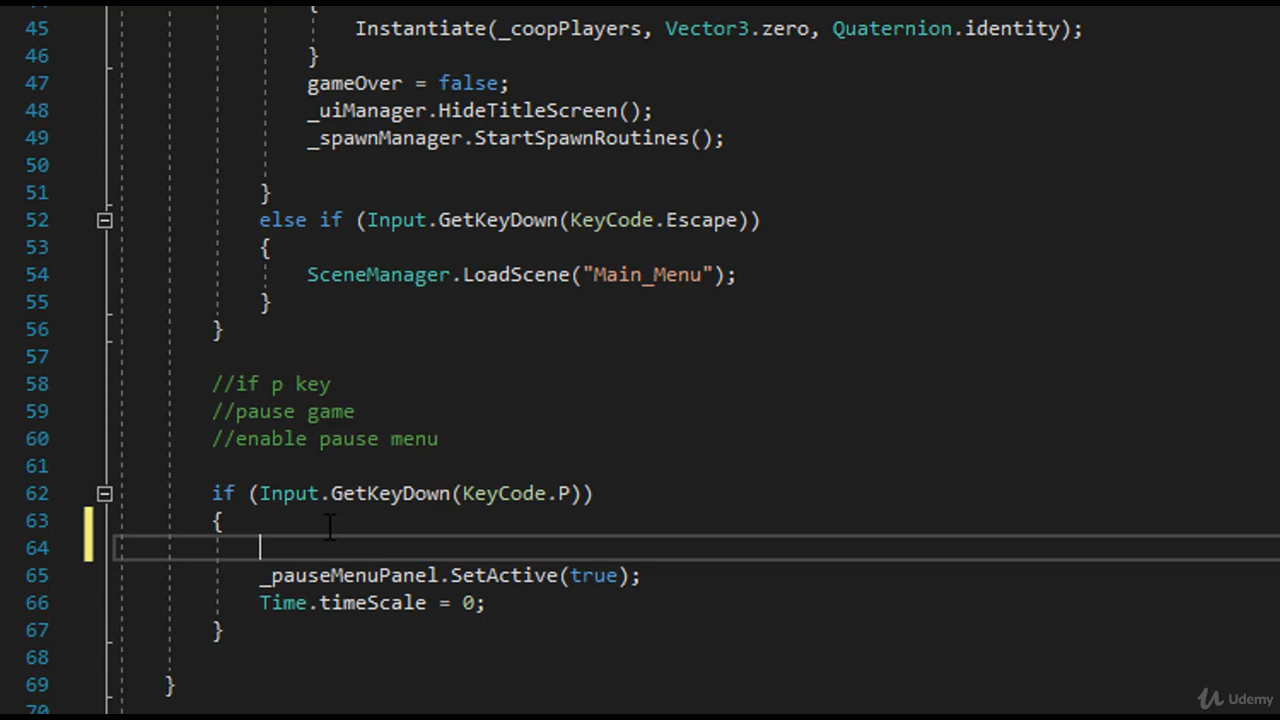 45 Instantiate(_coopPlayers, Vector3.zero, Quaternion.identity);
46 }
47 gameOver = false;
48 _uiManager.HideTitleScreen();
49 _spawnManager.StartSpawnRoutines();
50
51 }
52 else if (Input.GetKeyDown(KeyCode.Escape))
53 {
54 SceneManager.LoadScene("Main_Menu");
55 }
56 }
57
58 //if p key
59 //pause game
60 //enable pause menu
61
62 if (Input.GetKeyDown(KeyCode.P))
63 {
64
65 _pauseMenuPanel.SetActive(true);
66 Time.timeScale = 0;
67 }
68
69 }
70
Udemy